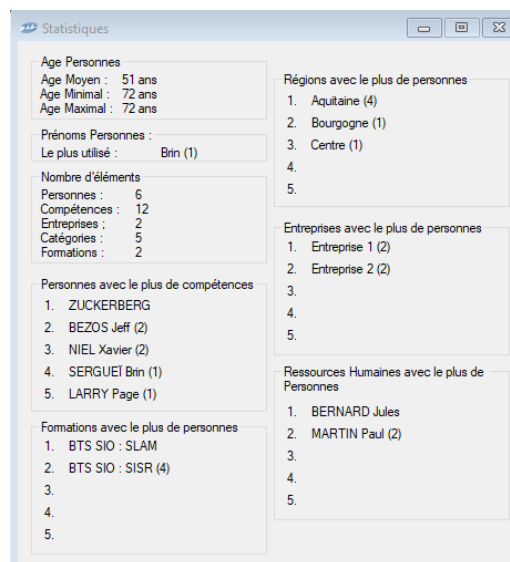 Statistiques
Age Personnes
Age Moyen : 51 ans
Age Minimal : 72 ans
Age Maximal : 72 ans
Prénoms Personnes :
Le plus utilisé : Brin (1)
Nombre d'éléments
Personnes : 6
Compétences : 12
Entreprises ; 2
Catégories : 5
Formations : 2
Personnes avec le plus de compétences
1. ZUCKERBERG
2. BEZOS Jeff (2)
3. NIEL Xavier (2)
4. SERGUEÏ Brin (1)
5. LARRY Page (1)
Formations avec le plus de personnes
1. BTS SIO : SLAM
2. BTS SIO : SISR (4)
3.
4.
5.
Régions avec le plus de personnes
1. Aquitaine (4)
2. Bourgogne (1)
3. Centre (1)
4.
5.
Entreprises avec le plus de personnes
1. Entreprise 1 (2)
2. Entreprise 2 (2)
3.
4.
5.
Ressources Humaines avec le plus de
Personnes
1. BERNARD Jules
2. MARTIN Paul (2)
3.
4.
5.